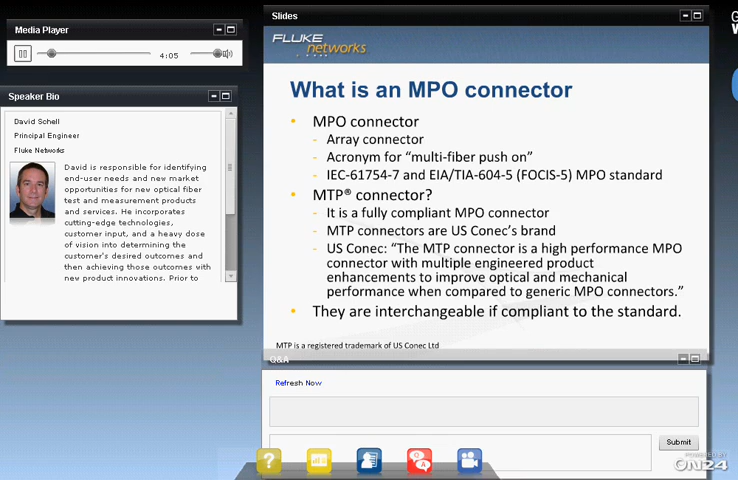 Media Player
4:05
Speaker Bio
David Schell
Principal Engineer
Fluke Networks
David is responsible for identifying
end-user needs and new market
opportunities for new optical fiber
test and measurement products
and services. He incorporates
cutting-edge technologies,
customer input, and a heavy dose
of vision into determining the
customer's desired outcomes and
then achieving those outcomes with
new product innovations. Prior to
Slides
FLUKE
networks
What is an MPO connector
• MPO connector
- Array connector
- Acronym for “multi-fiber push on”
- IEC-61754-7 and EIA/TIA-604-5 (FOCIS-5) MPO standard
• MTP® connector?
- It is a fully compliant MPO connector
- MTP connectors are US Conec’s brand
- US Conec: “The MTP connector is a high performance MPO
connector with multiple engineered product
enhancements to improve optical and mechanical
performance when compared to generic MPO connectors.”
• They are interchangeable if compliant to the standard.
MTP is a registered trademark of US Conec Ltd
Q&A
Refresh Now
Submit
?
Q
A
POWERED BY
ON24
G
W